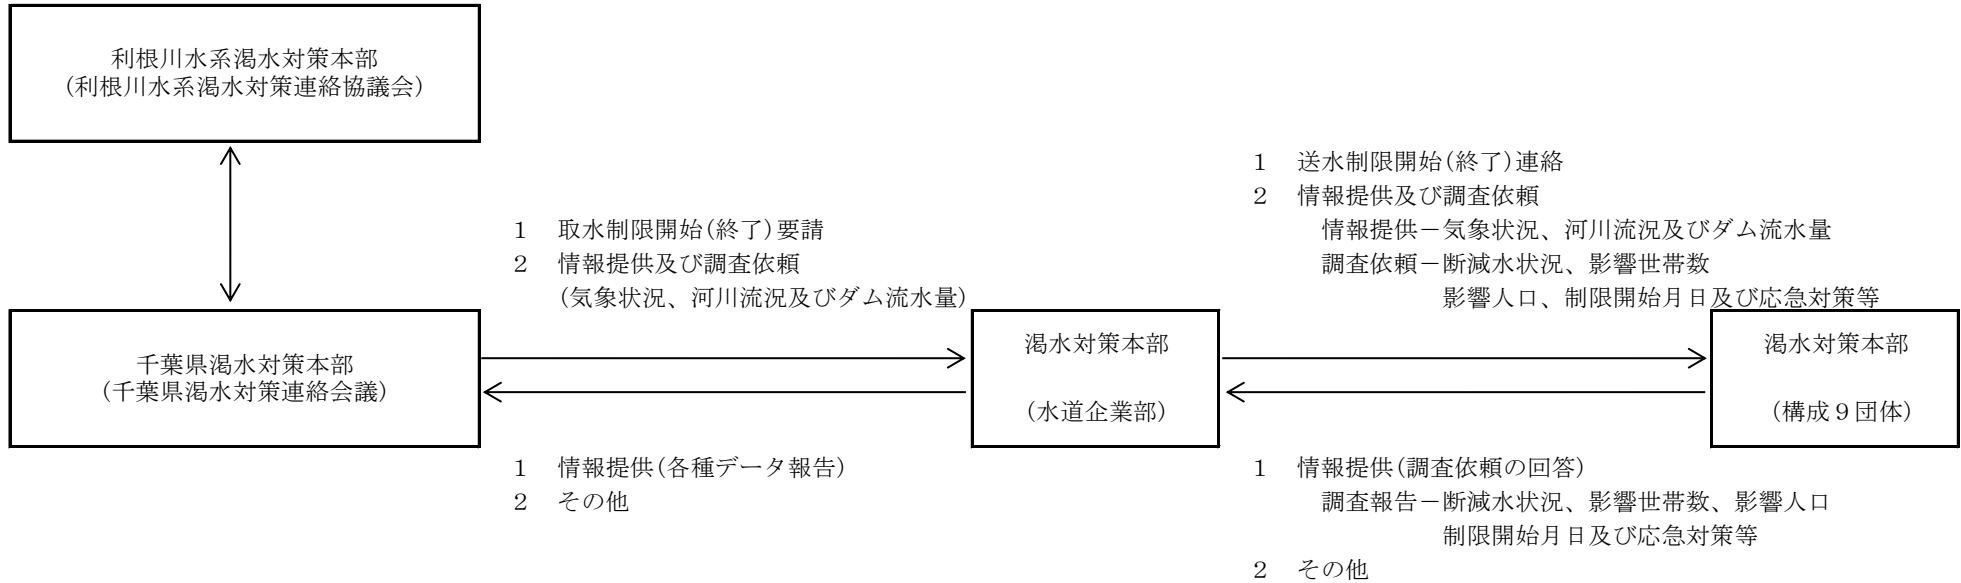 利根川水系渇水対策本部
(利根川水系渇水対策連絡協議会)
1 取水制限開始(終了)要請
2 情報提供及び調査依頼
(気象状況、河川流況及びダム流水量)
1 送水制限開始(終了)連絡
2 情報提供及び調査依頼
情報提供－気象状況、河川流況及びダム流水量
調査依頼－断減水状況、影響世帯数
影響人口、制限開始月日及び応急対策等
千葉県渇水対策本部
(千葉県渇水対策連絡会議)
渇水対策本部
(水道企業部)
渇水対策本部
(構成9団体)
1 情報提供(各種データ報告)
2 その他
1 情報提供(調査依頼の回答)
調査報告－断減水状況、影響世帯数、影響人口
制限開始月日及び応急対策等
2 その他